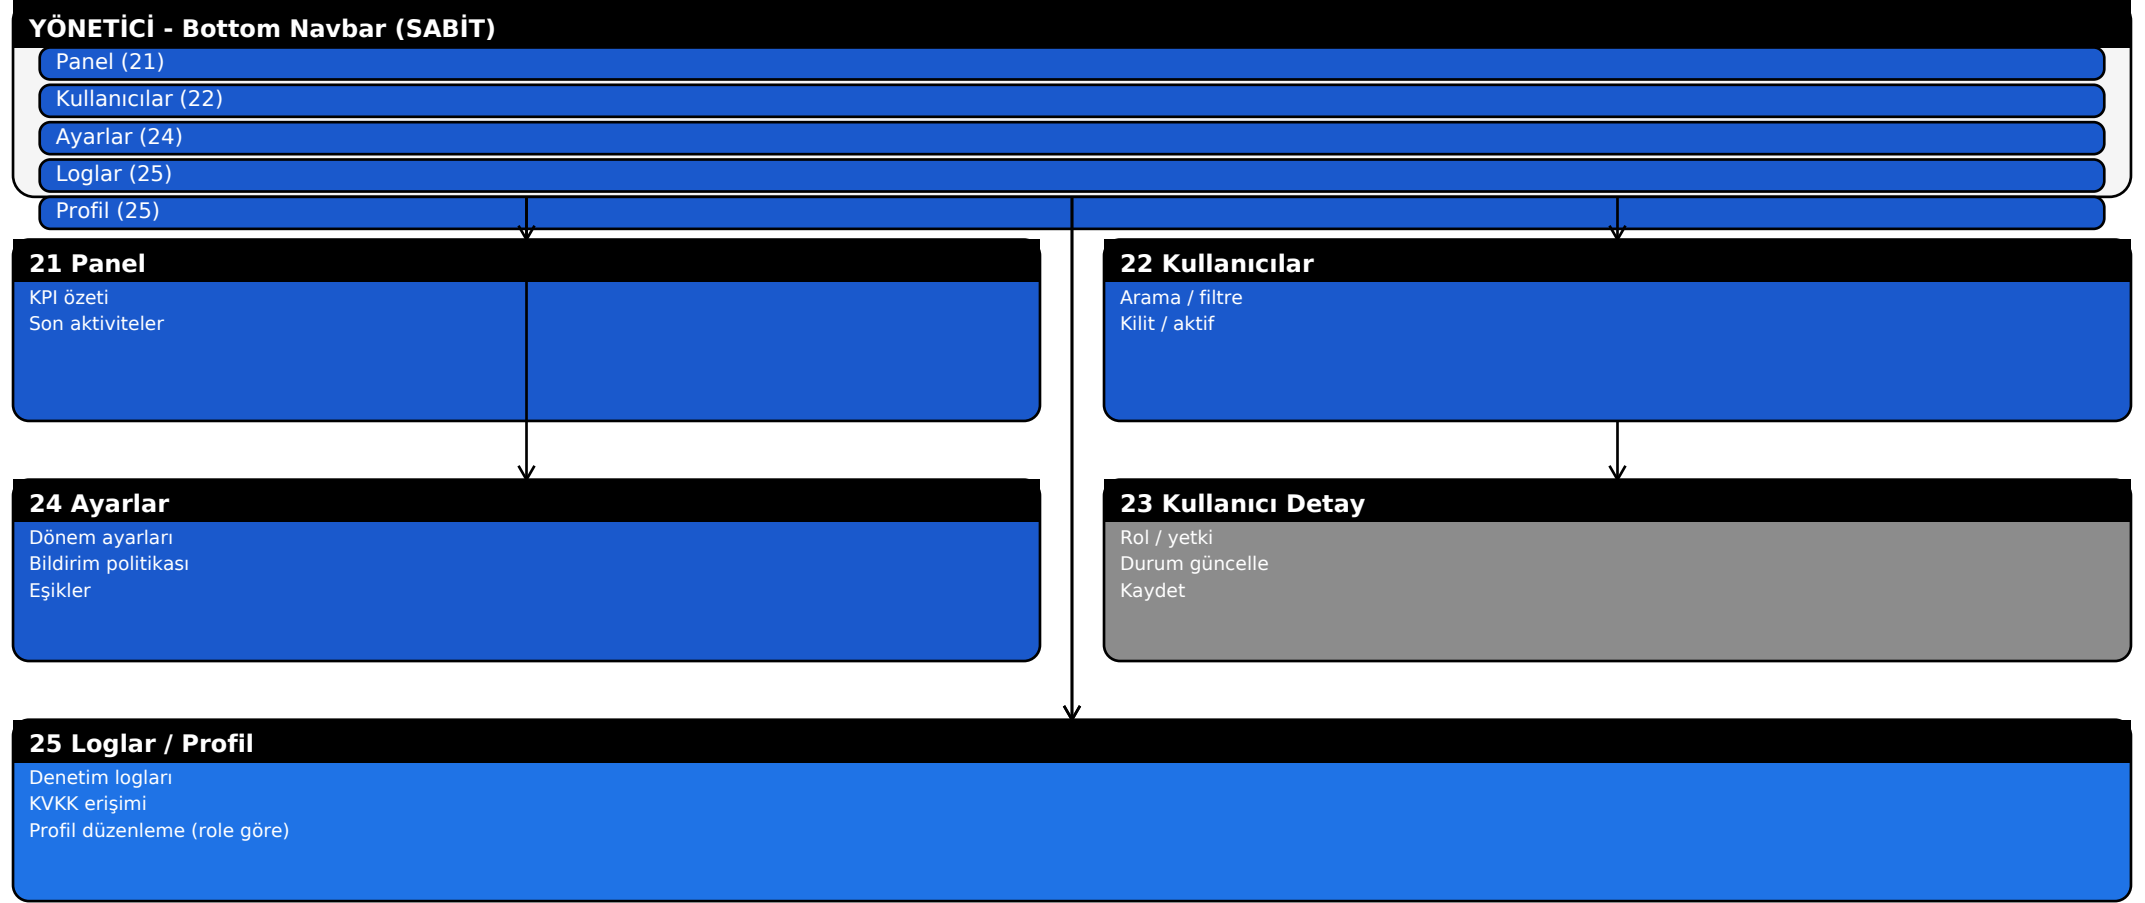 YÖNETİCİ - Bottom Navbar (SABİT)
Panel (21)
Kullanıcılar (22)
Ayarlar (24)
Loglar (25)
Profil (25)
21 Panel
KPI özeti
Son aktiviteler
22 Kullanıcılar
Arama / filtre
Kilit / aktif
24 Ayarlar
Dönem ayarları
Bildirim politikası
Eşikler
23 Kullanıcı Detay
Rol / yetki
Durum güncelle
Kaydet
25 Loglar / Profil
Denetim logları
KVKK erişimi
Profil düzenleme (role göre)